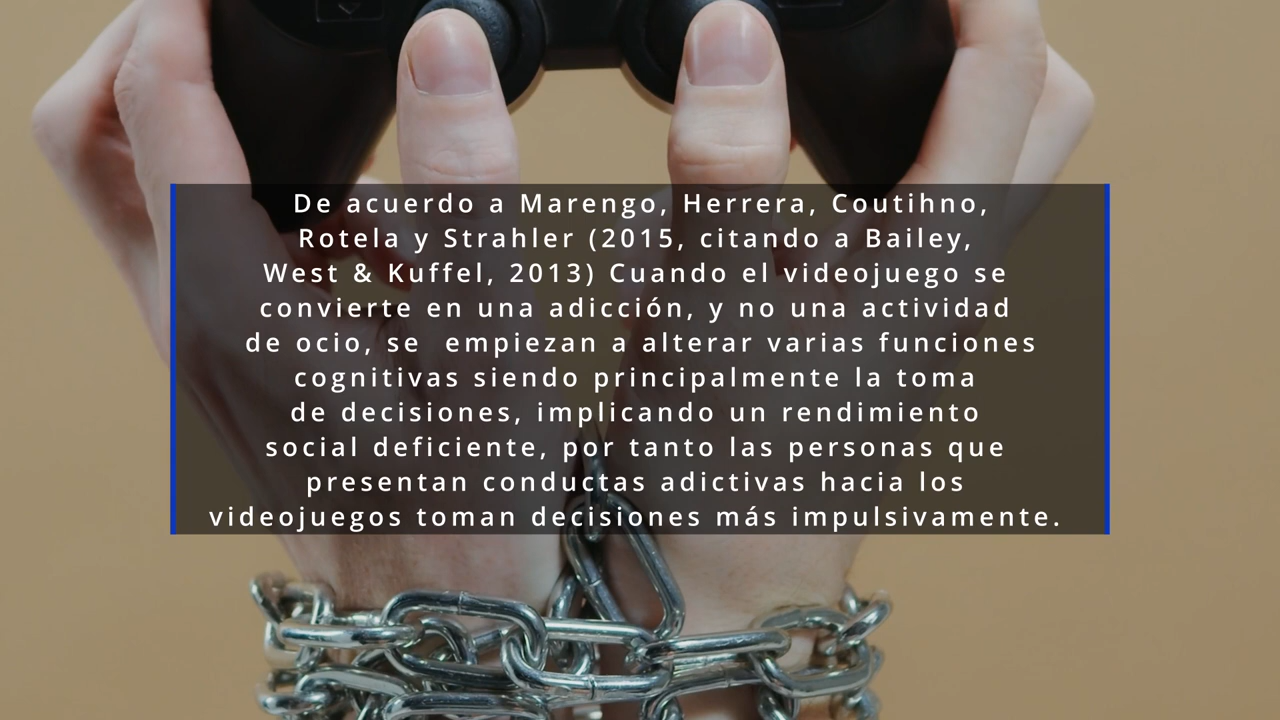 De acuerdo a Marengo, Herrera, Coutihno,
Rotela y Strahler (2015, citando a Bailey,
West & Kuffel, 2013) Cuando el videojuego se
convierte en una adicción, y no una actividad
de ocio, se  empiezan a alterar varias funciones
cognitivas siendo principalmente la toma
de decisiones, implicando un rendimiento
social deficiente, por tanto las personas que
presentan conductas adictivas hacia los
videojuegos toman decisiones más impulsivamente.